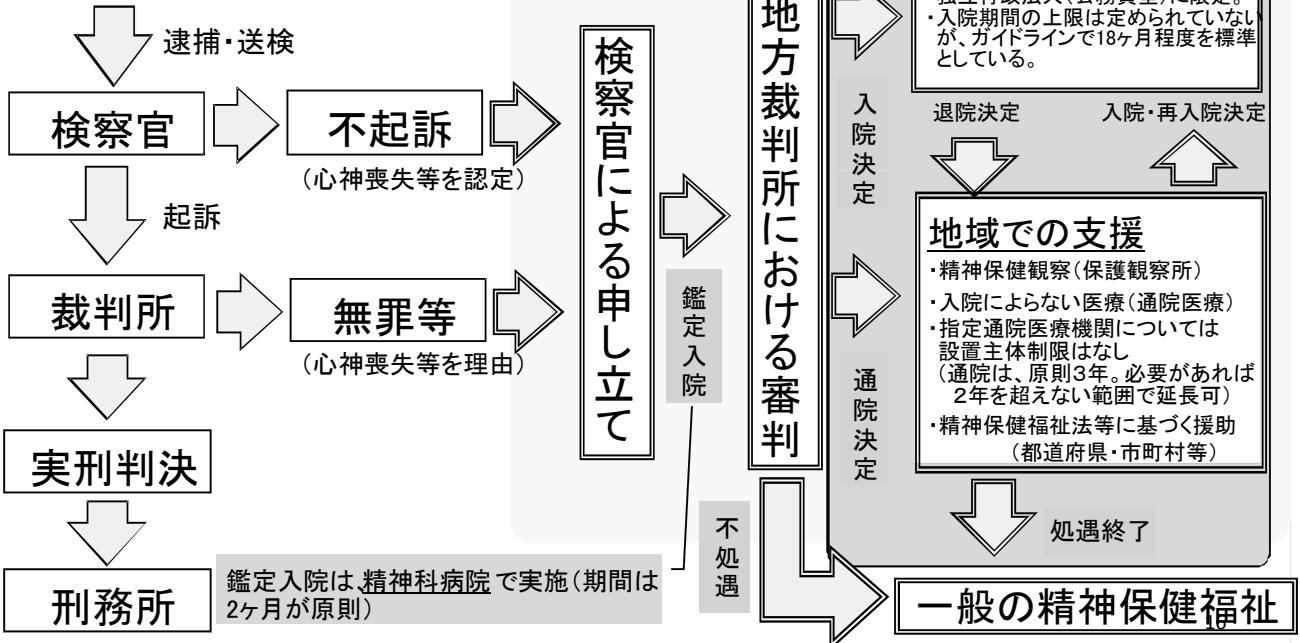 逮捕・送検
検察官
不起訴
(心神喪失等を認定)
起訴
裁判所
無罪等
(心神喪失等を理由)
実刑判決
刑務所
鑑定入院は、精神科病院で実施(期間は
2ヶ月が原則)
検察官による申し立て
鑑定入院
地方裁判所における審判
入院決定
通院決定
不処遇
・入院期間の上限は定められていない
が、ガイドラインで18ヶ月程度を標準
としている。
退院決定
入院・再入院決定
地域での支援
・精神保健観察(保護観察所)
・入院によらない医療(通院医療)
・指定通院医療機関については
設置主体制限はなし
(通院は、原則3年。必要があれば
2年を超えない範囲で延長可)
・精神保健福祉法等に基づく援助
(都道府県・市町村等)
処遇終了
一般の精神保健福祉
16